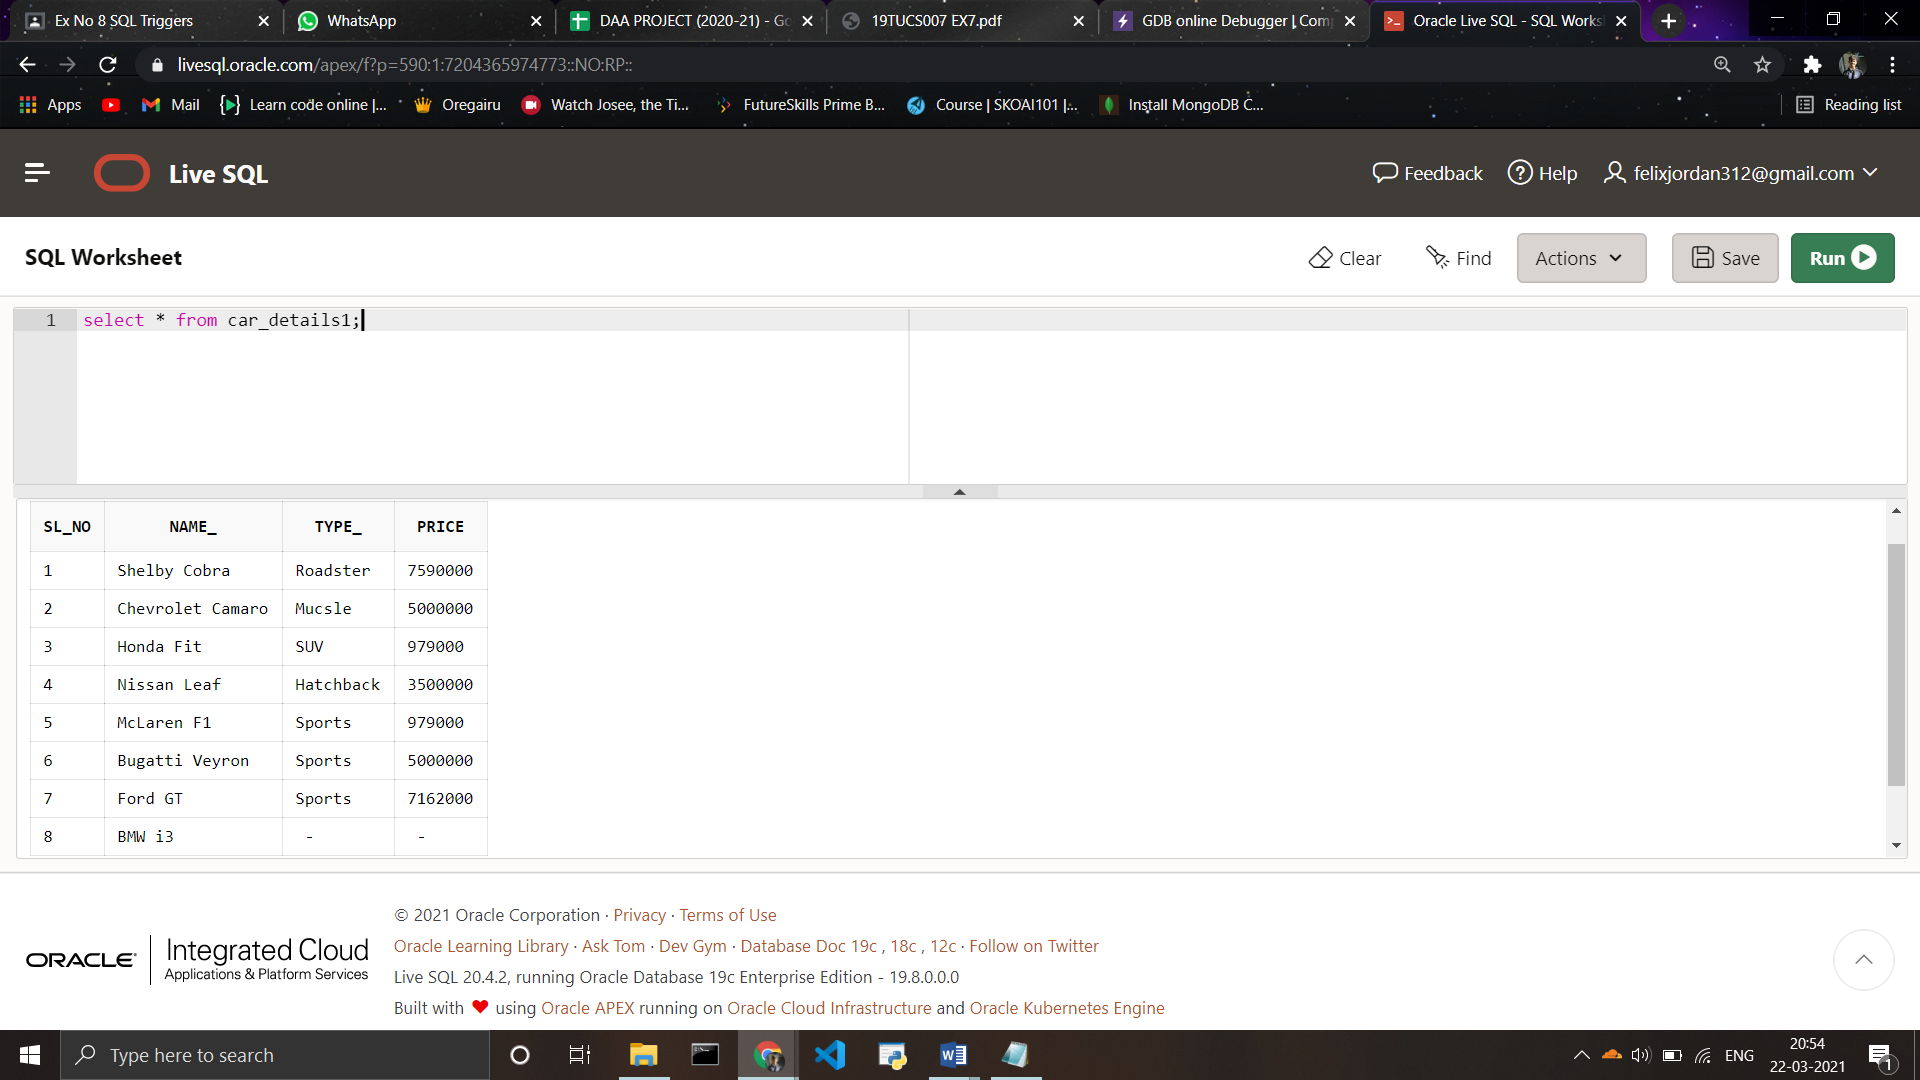 Ex No 8 SQL Triggers
WhatsApp
DAA PROJECT (2020-21) - Go
19TUCS007 EX7.pdf
GDB online Debugger | Com
Oracle Live SQL - SQL Works
livesql.oracle.com/apex/f?p=590:1:7204365974773::NO:RP::
Apps
Mail
Learn code online |...
Oregairu
Watch Josee, the Ti...
FutureSkills Prime B...
Course | SKOAI101 |...
Install MongoDB C...
Reading list
Live SQL
Feedback
Help
felixjordan312@gmail.com
SQL Worksheet
Clear
Find
Actions
Save
Run
1 select * from car_details1;
SL_NO NAME_ TYPE_ PRICE
1 Shelby Cobra Roadster 7590000
2 Chevrolet Camaro Mucsle 5000000
3 Honda Fit SUV 979000
4 Nissan Leaf Hatchback 3500000
5 McLaren F1 Sports 979000
6 Bugatti Veyron Sports 5000000
7 Ford GT Sports 7162000
8 BMW i3 - -
ORACLE
Integrated Cloud
Applications & Platform Services
© 2021 Oracle Corporation · Privacy · Terms of Use
Oracle Learning Library · Ask Tom · Dev Gym · Database Doc 19c , 18c , 12c · Follow on Twitter
Live SQL 20.4.2, running Oracle Database 19c Enterprise Edition - 19.8.0.0.0
Built with ❤ using Oracle APEX running on Oracle Cloud Infrastructure and Oracle Kubernetes Engine
Type here to search
ENG
20:54
22-03-2021
1